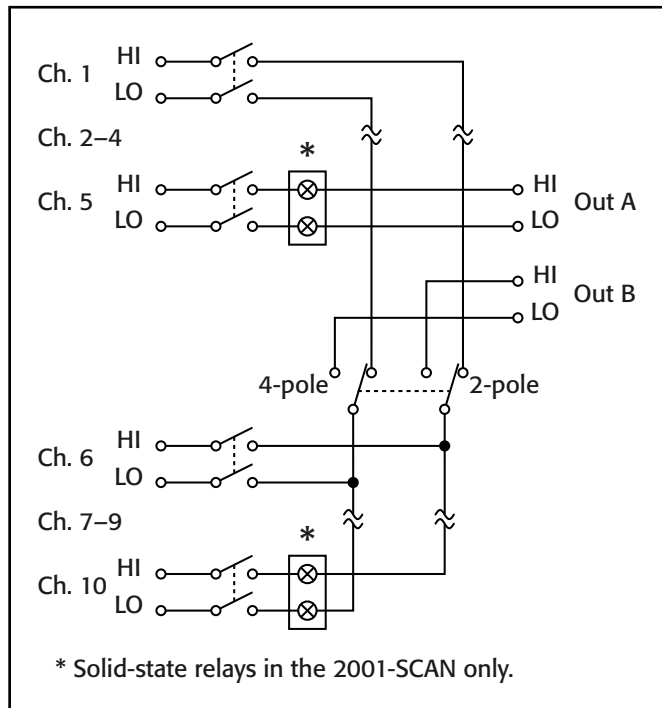 Ch. 1
HI
LO
Ch. 2–4
*
Ch. 5
HI
LO
HI
LO
Out A
HI
LO
Out B
4-pole
2-pole
Ch. 6
HI
LO
Ch. 7–9
*
Ch. 10
HI
LO
* Solid-state relays in the 2001-SCAN only.